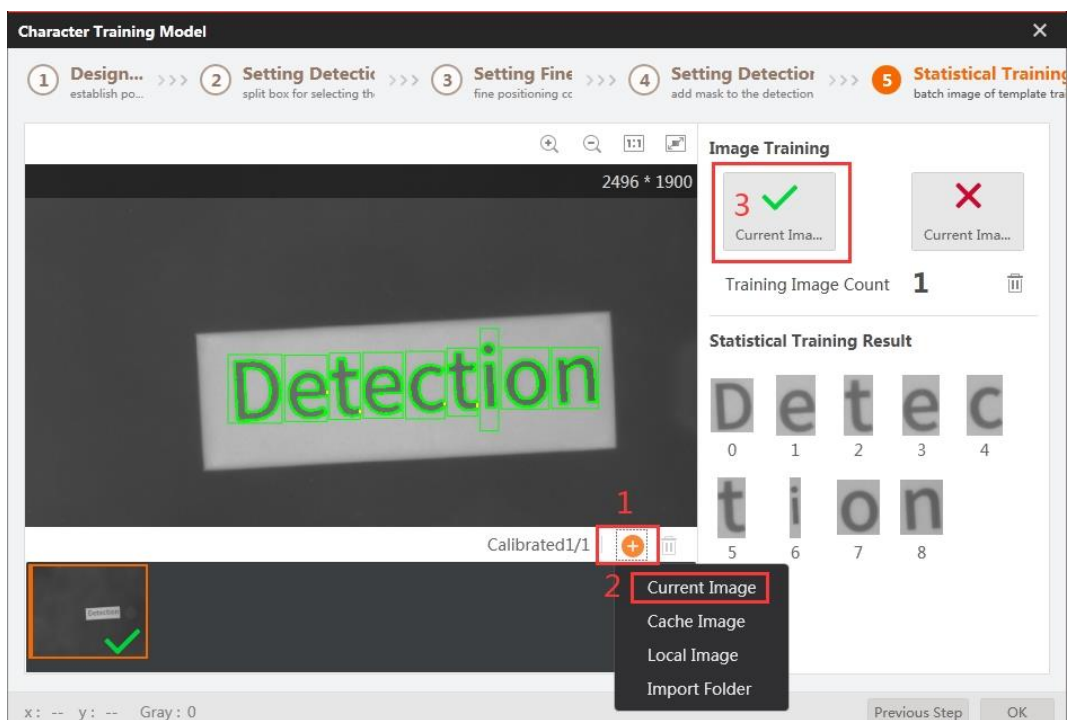 Character Training Model
1 Design... >>> 2 Setting Detectic >>> 3 Setting Fine >>> 4 Setting Detection >>> 5 Statistical Training
establish po... split box for selecting th fine positioning cc add mask to the detection batch image of template tra
1:1
2496 * 1900
Detection
Calibrated1/1
1
2
Current Image
Cache Image
Local Image
Import Folder
Detection
Image Training
3
Current Ima...
Current Ima...
Training Image Count 1
Statistical Training Result
D e t e c
0 1 2 3 4
t i o n
5 6 7 8
x: -- y: -- Gray: 0
Previous Step
OK